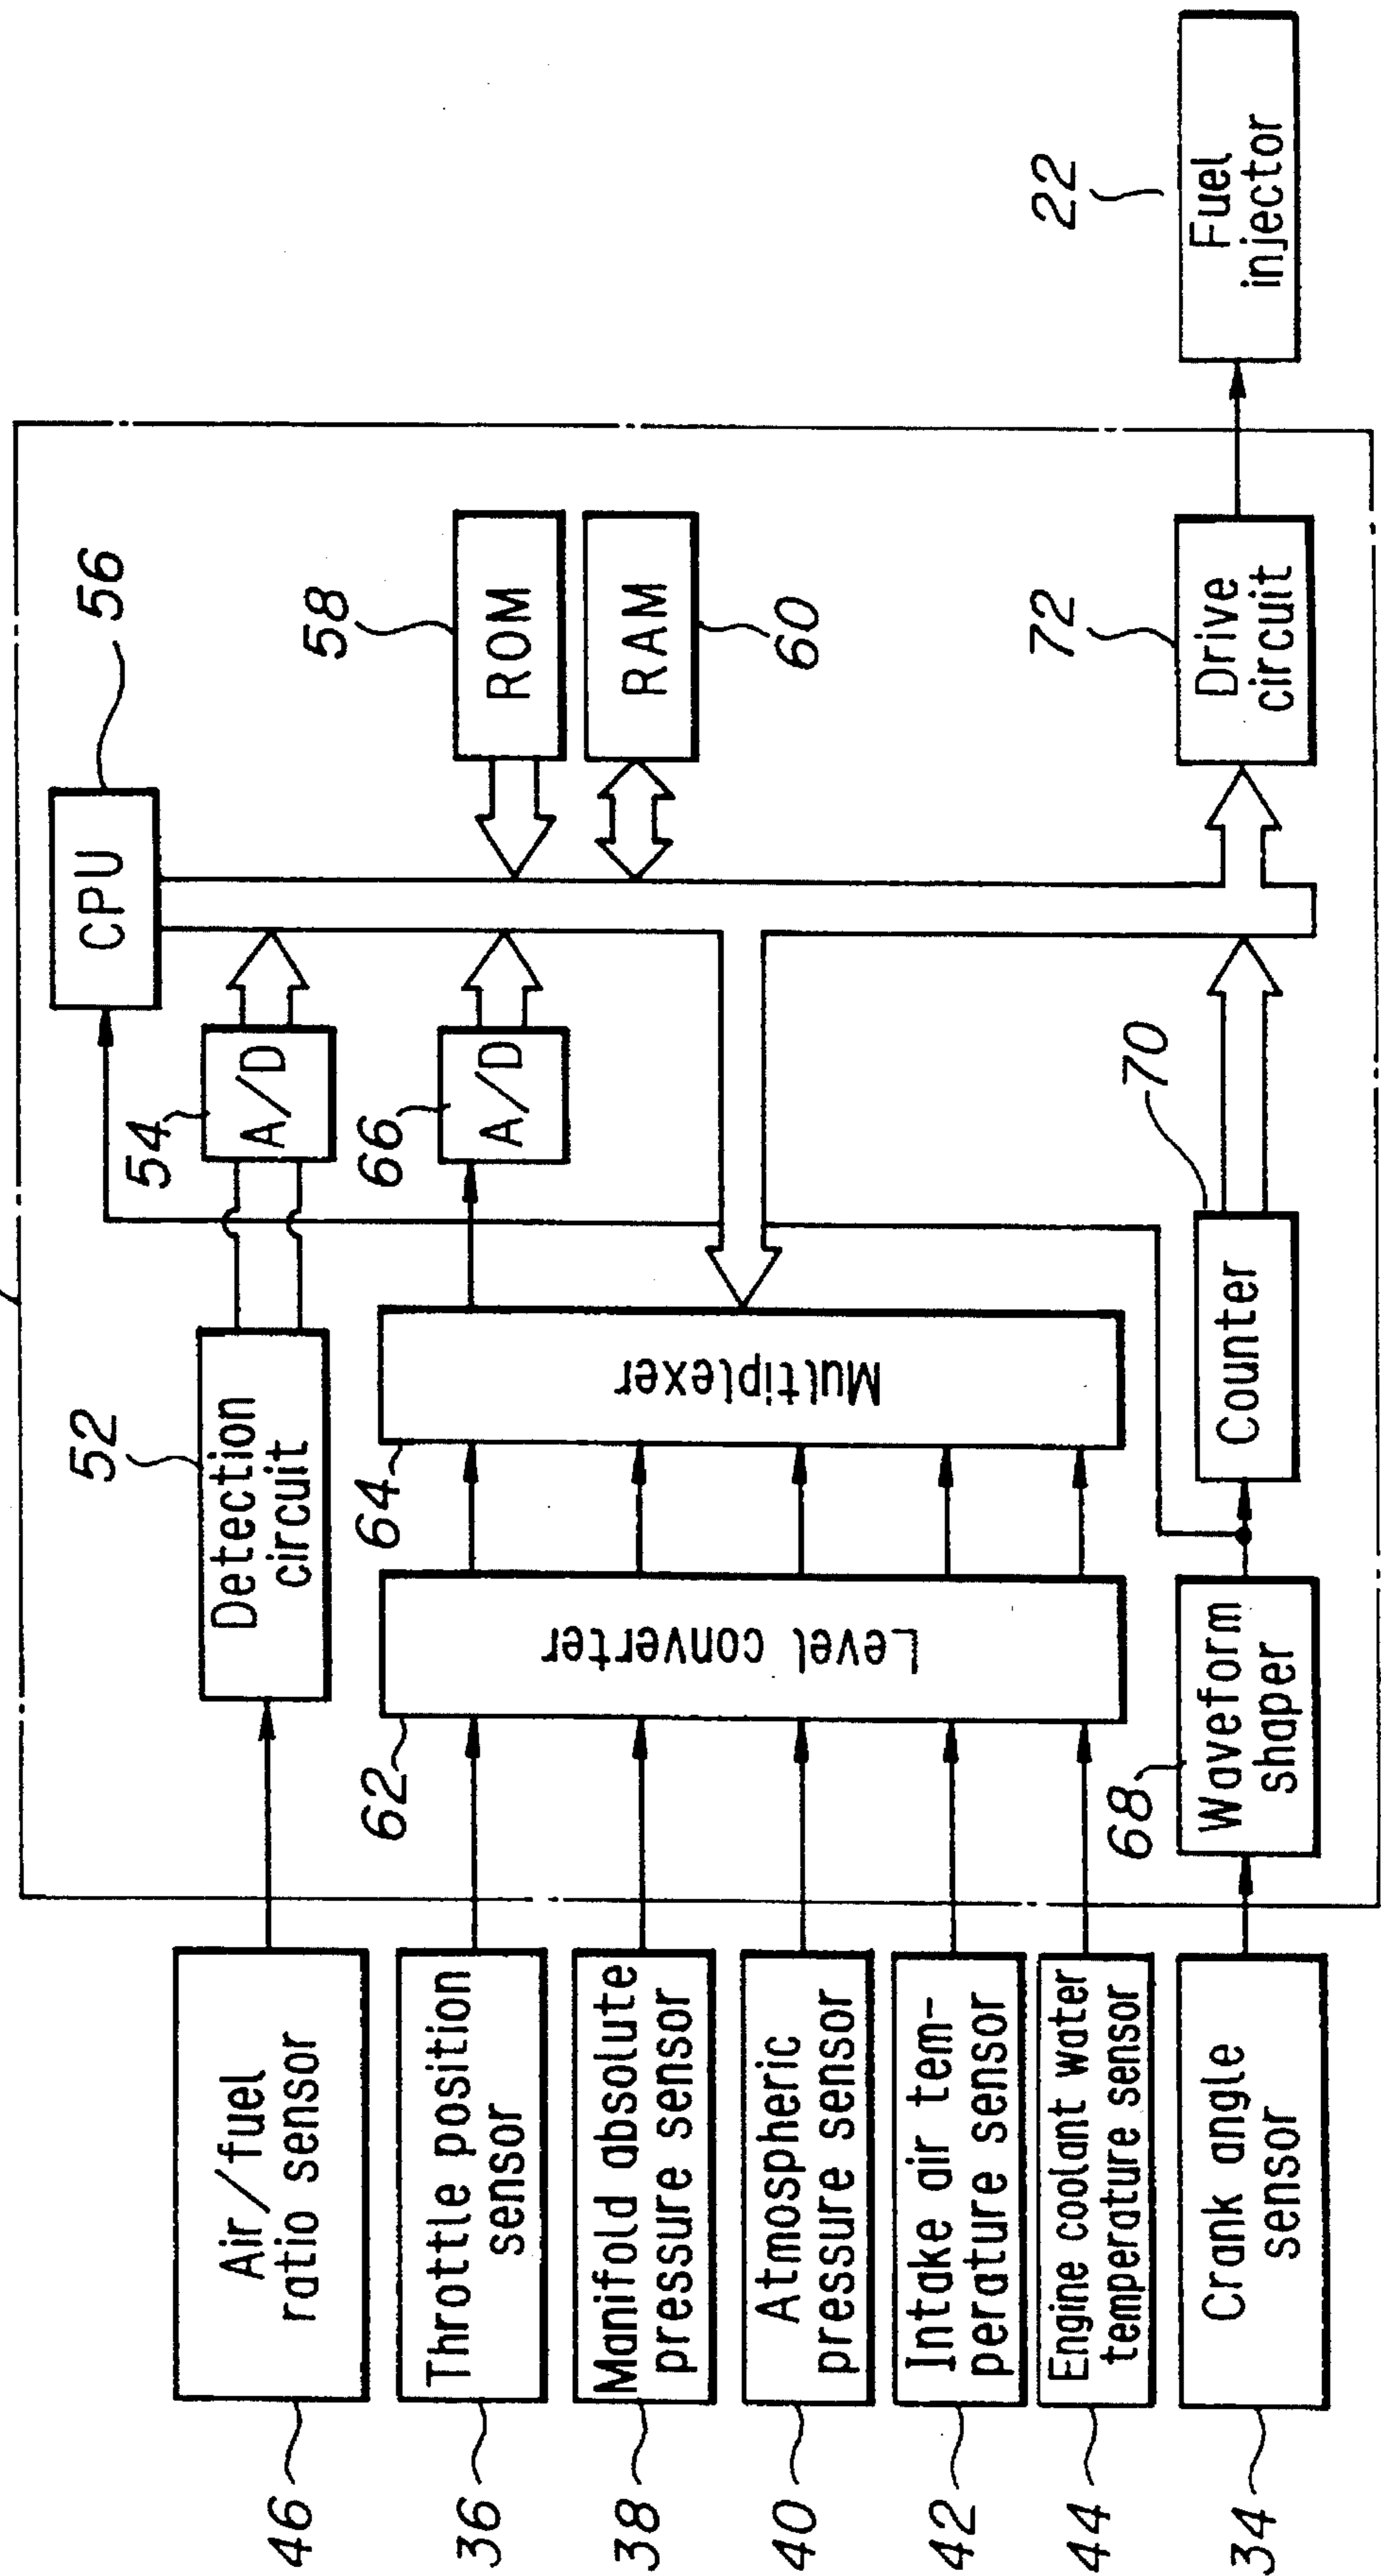 46
Air/fuel
ratio sensor
36
Throttle position
sensor
38
Manifold absolute
pressure sensor
40
Atmospheric
pressure sensor
42
Intake air tem-
perature sensor
44
Engine coolant water
temperature sensor
34
Crank angle
sensor
52
Detection
circuit
62
Level converter
64
Multiplexer
68
Waveform
shaper
54
A/D
66
A/D
70
Counter
56
CPU
58
ROM
60
RAM
72
Drive
circuit
22
Fuel
injector